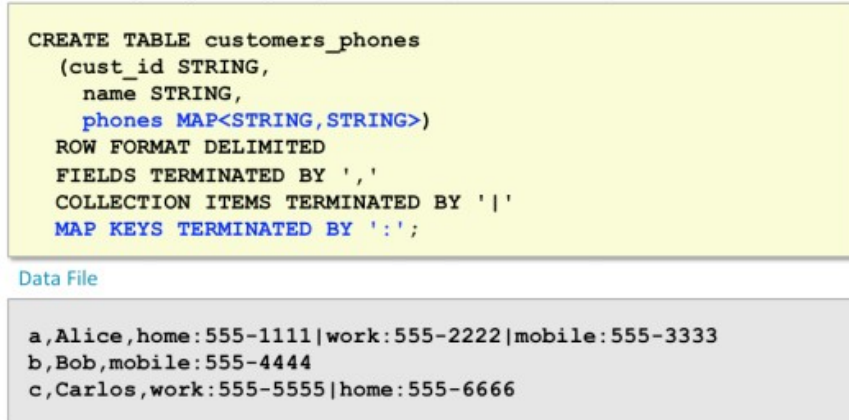 CREATE TABLE customers_phones
(cust_id STRING,
name STRING,
phones MAP<STRING,STRING>)
ROW FORMAT DELIMITED
FIELDS TERMINATED BY ','
COLLECTION ITEMS TERMINATED BY '|'
MAP KEYS TERMINATED BY ':';
Data File
a,Alice,home:555-1111|work:555-2222|mobile:555-3333
b,Bob,mobile:555-4444
c,Carlos,work:555-5555|home:555-6666